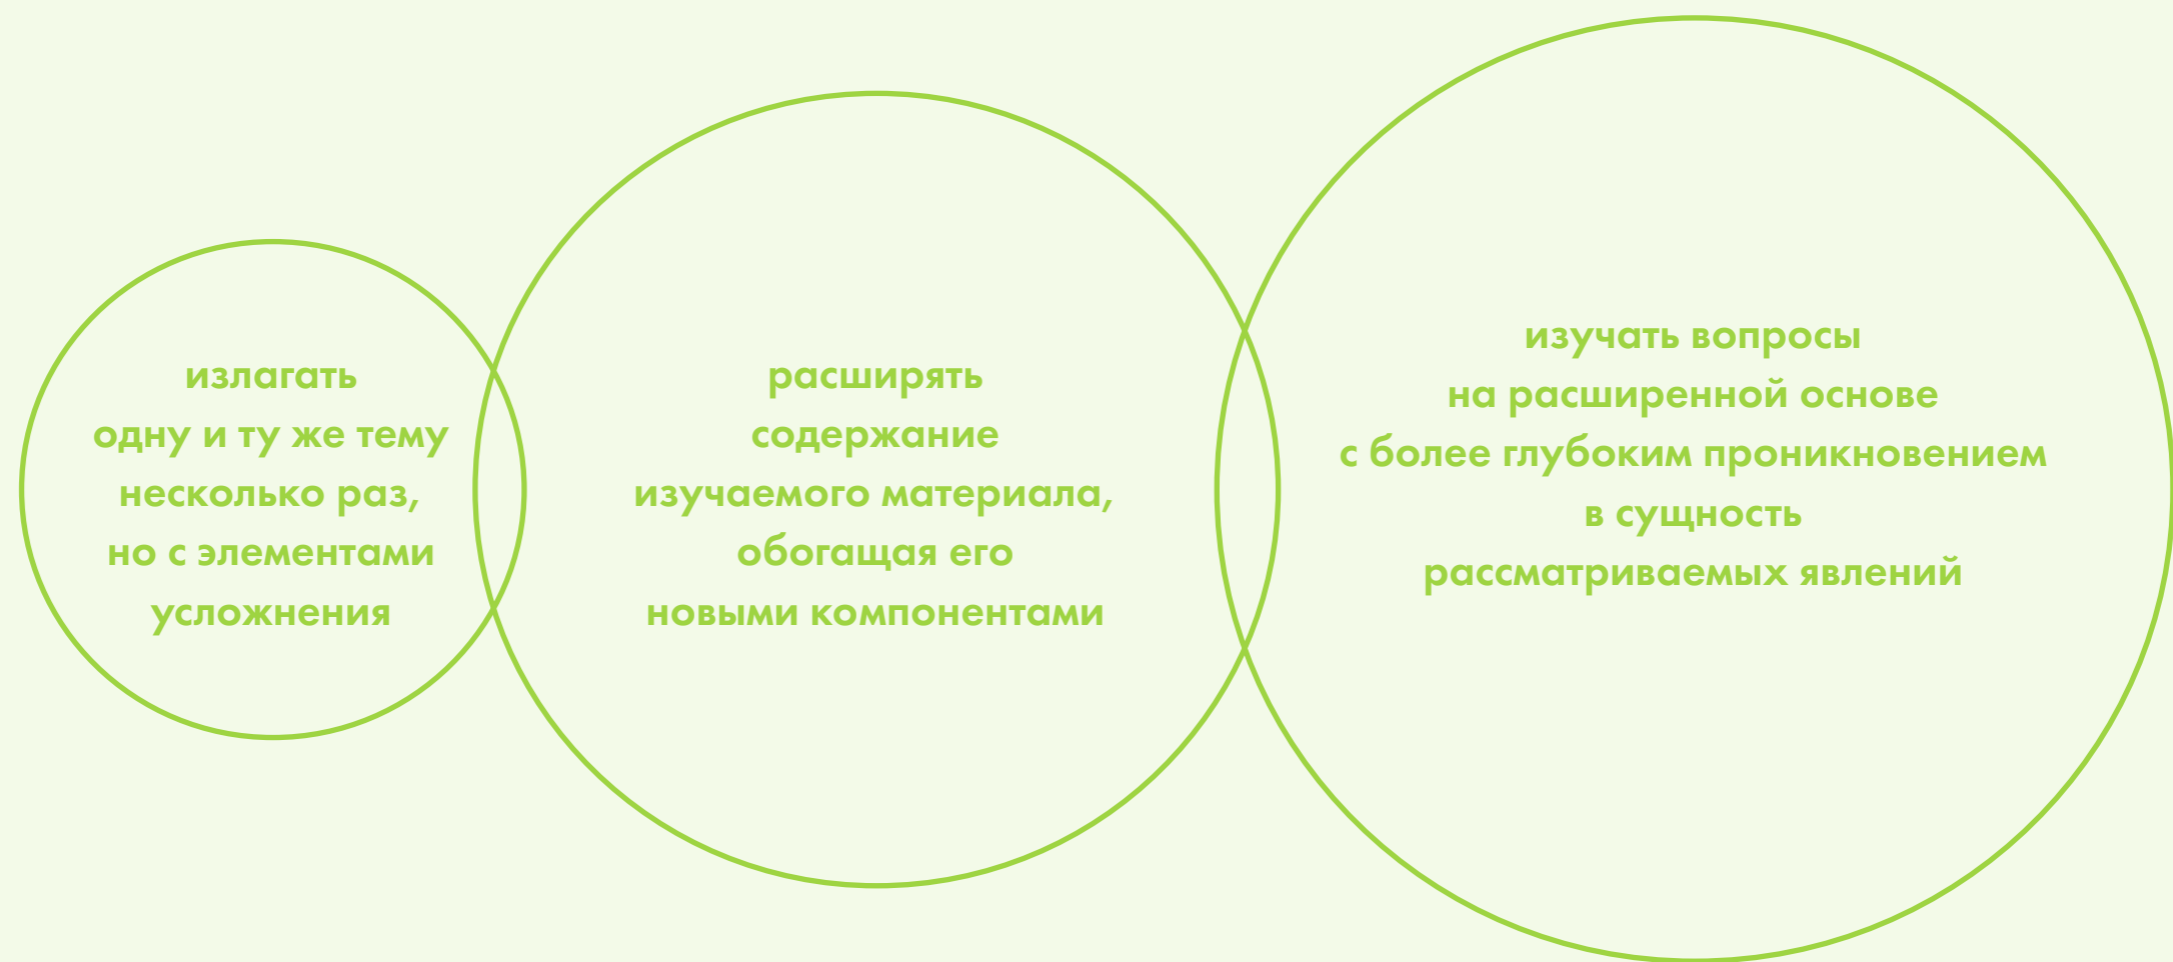 излагать
одну и ту же тему
несколько раз,
но с элементами
усложнения
расширять
содержание
изучаемого материала,
обогащая его
новыми компонентами
изучать вопросы
на расширенной основе
с более глубоким проникновением
в сущность
рассматриваемых явлений